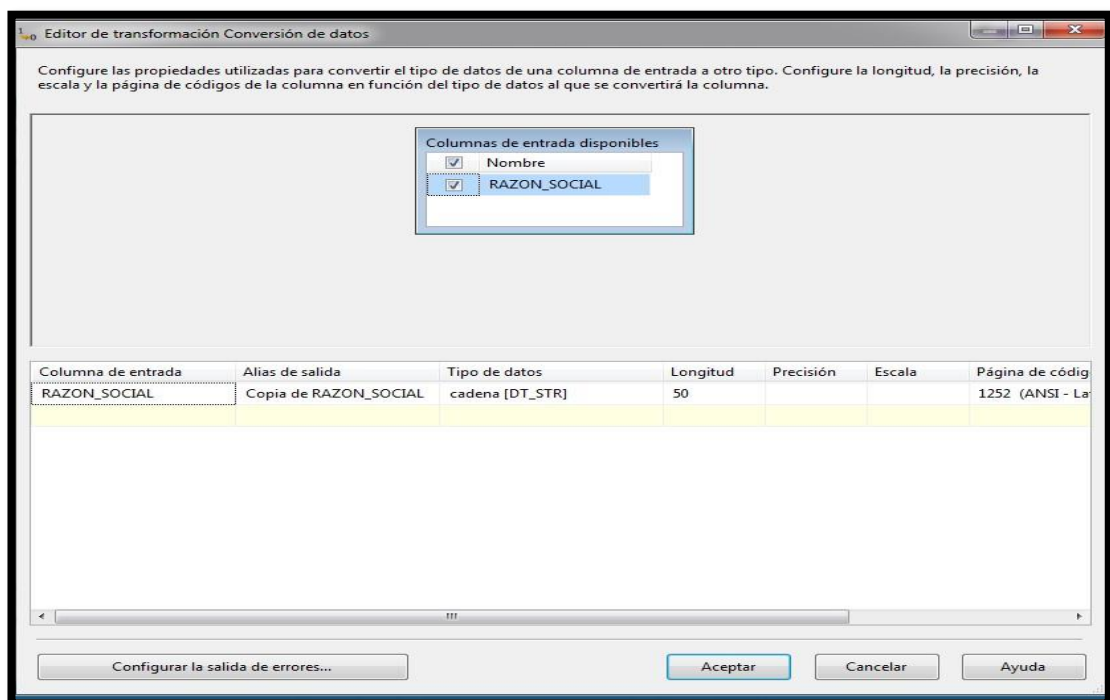 Editor de transformación Conversión de datos
Configure las propiedades utilizadas para convertir el tipo de datos de una columna de entrada a otro tipo. Configure la longitud, la precisión, la
escala y la página de códigos de la columna en función del tipo de datos al que se convertirá la columna.
Columnas de entrada disponibles
Nombre
RAZON_SOCIAL
Columna de entrada Alias de salida Tipo de datos Longitud Precisión Escala Página de códig
RAZON_SOCIAL Copia de RAZON_SOCIAL cadena [DT_STR] 50 1252 (ANSI - La
Configurar la salida de errores... Aceptar Cancelar Ayuda